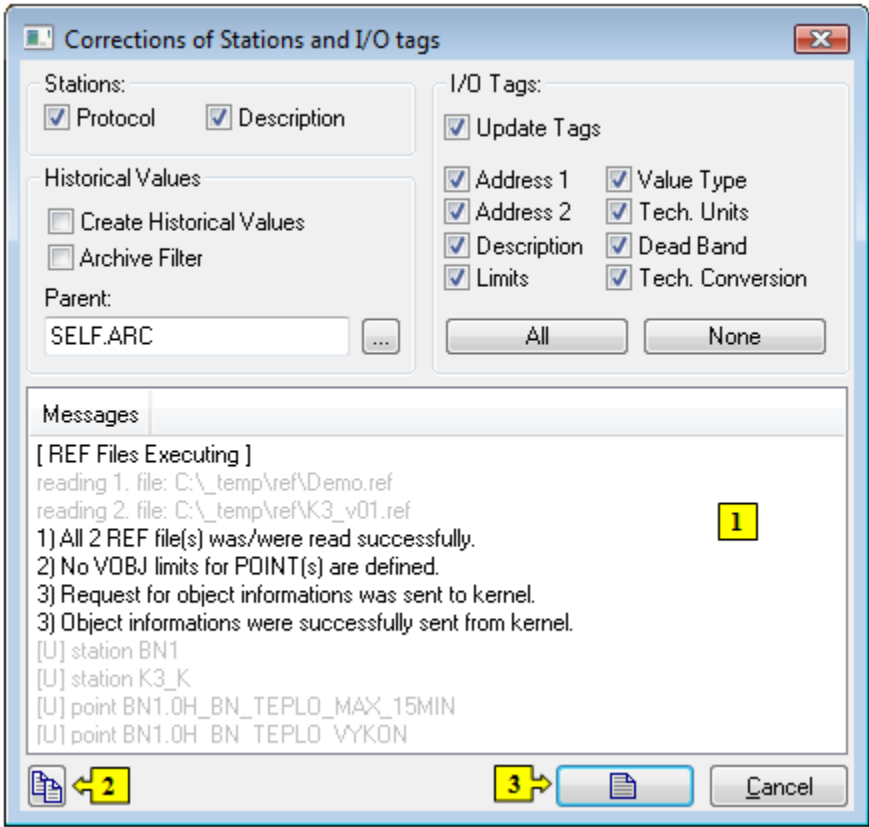 Corrections of Stations and I/O tags
Stations:
Protocol
Description
Historical Values
Create Historical Values
Archive Filter
Parent:
SELF.ARC
...
I/O Tags:
Update Tags
Address 1
Value Type
Address 2
Tech. Units
Description
Dead Band
Limits
Tech. Conversion
All
None
Messages
[ REF Files Executing ]
reading 1. file: C:\_temp\ref\Demo.ref
reading 2. file: C:\_temp\ref\K3_v01.ref
1) All 2 REF file(s) was/were read successfully.
2) No VOBJ limits for POINT(s) are defined.
3) Request for object informations was sent to kernel.
3) Object informations were successfully sent from kernel.
[U] station BN1
[U] station K3_K
[U] point BN1.0H_BN_TEPLO_MAX_15MIN
[U] point BN1.0H_BN_TEPLO_VYKON
1
2
3
Cancel